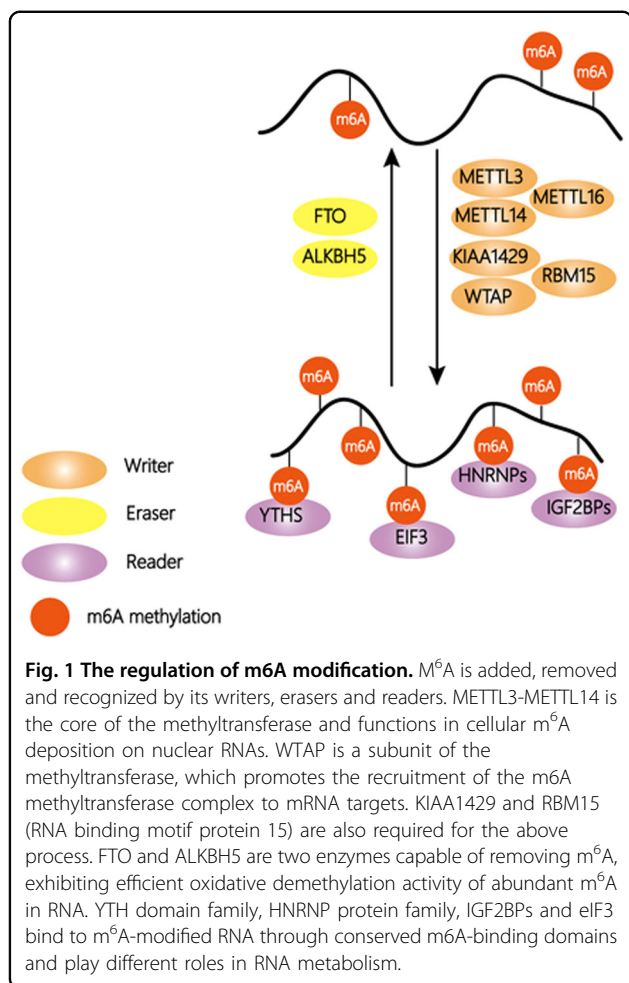 m6A
m6A
m6A
METTL3
METTL16
FTO
METTL14
ALKBH5
KIAA1429
RBM15
WTAP
m6A
m6A
m6A
m6A
HNRNPs
m6A
m6A
m6A
IGF2BPs
YTHS
EIF3
Writer
Eraser
Reader
m6A methylation
Fig. 1 The regulation of m6A modification. M⁶A is added, removed
and recognized by its writers, erasers and readers. METTL3-METTL14 is
the core of the methyltransferase and functions in cellular m⁶A
deposition on nuclear RNAs. WTAP is a subunit of the
methyltransferase, which promotes the recruitment of the m6A
methyltransferase complex to mRNA targets. KIAA1429 and RBM15
(RNA binding motif protein 15) are also required for the above
process. FTO and ALKBH5 are two enzymes capable of removing m⁶A,
exhibiting efficient oxidative demethylation activity of abundant m⁶A
in RNA. YTH domain family, HNRNP protein family, IGF2BPs and eIF3
bind to m⁶A-modified RNA through conserved m6A-binding domains
and play different roles in RNA metabolism.